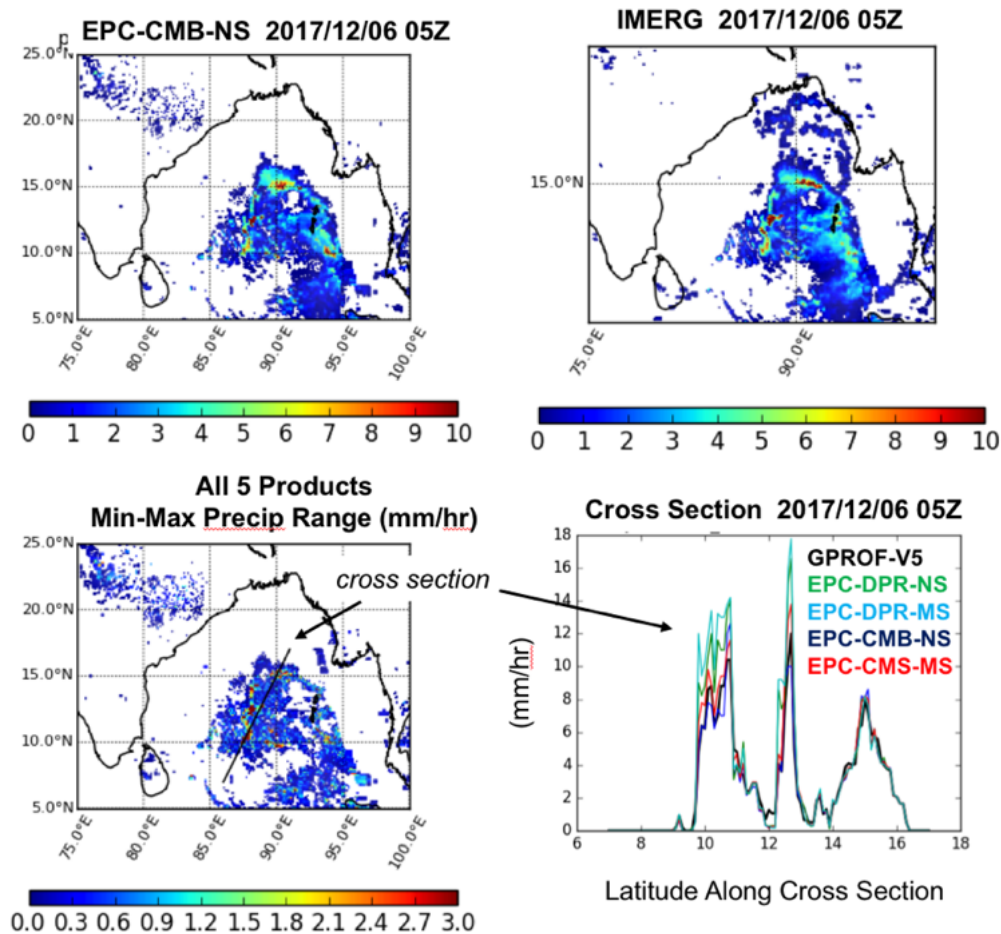 p
EPC-CMB-NS 2017/12/06 05Z
25.0°N
20.0°N
15.0°N
10.0°N
5.0°N
75.0°E
80.0°E
85.0°E
90.0°E
95.0°E
100.0°E
0 1 2 3 4 5 6 7 8 9 10
IMERG 2017/12/06 05Z
15.0°N
75.0°E
90.0°E
0 1 2 3 4 5 6 7 8 9 10
All 5 Products
Min-Max Precip Range (mm/hr)
25.0°N
20.0°N
15.0°N
10.0°N
5.0°N
cross section
75.0°E
80.0°E
85.0°E
90.0°E
95.0°E
100.0°E
0.0 0.3 0.6 0.9 1.2 1.5 1.8 2.1 2.4 2.7 3.0
Cross Section 2017/12/06 05Z
18
16
14
12
10
8
6
4
2
0
(mm/hr)
GPROF-V5
EPC-DPR-NS
EPC-DPR-MS
EPC-CMB-NS
EPC-CMS-MS
6 8 10 12 14 16 18
Latitude Along Cross Section